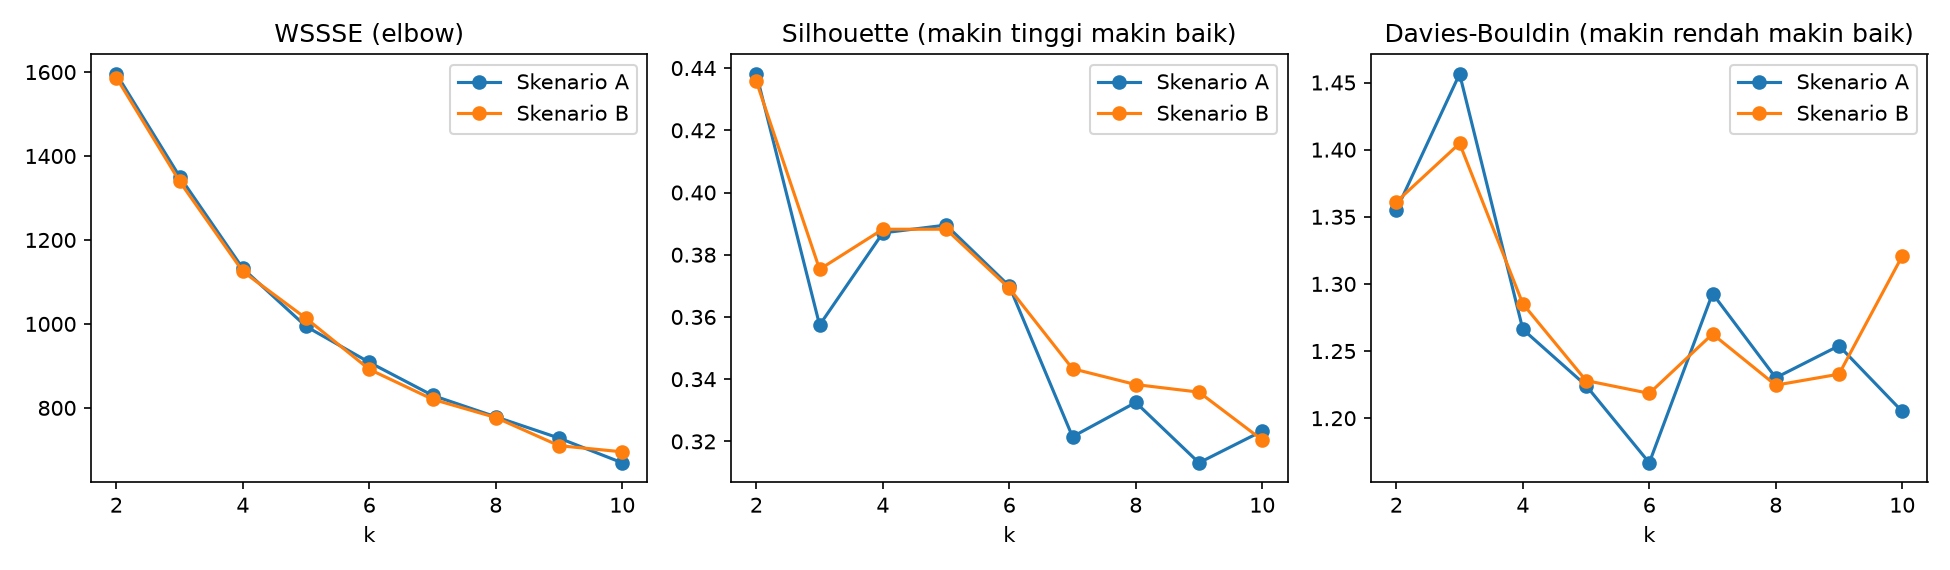 WSSSE (elbow)
1600
1400
1200
1000
800
2 4 6 8 10
k
Skenario A
Skenario B
Silhouette (makin tinggi makin baik)
0.44
0.42
0.40
0.38
0.36
0.34
0.32
2 4 6 8 10
k
Skenario A
Skenario B
Davies-Bouldin (makin rendah makin baik)
1.45
1.40
1.35
1.30
1.25
1.20
2 4 6 8 10
k
Skenario A
Skenario B